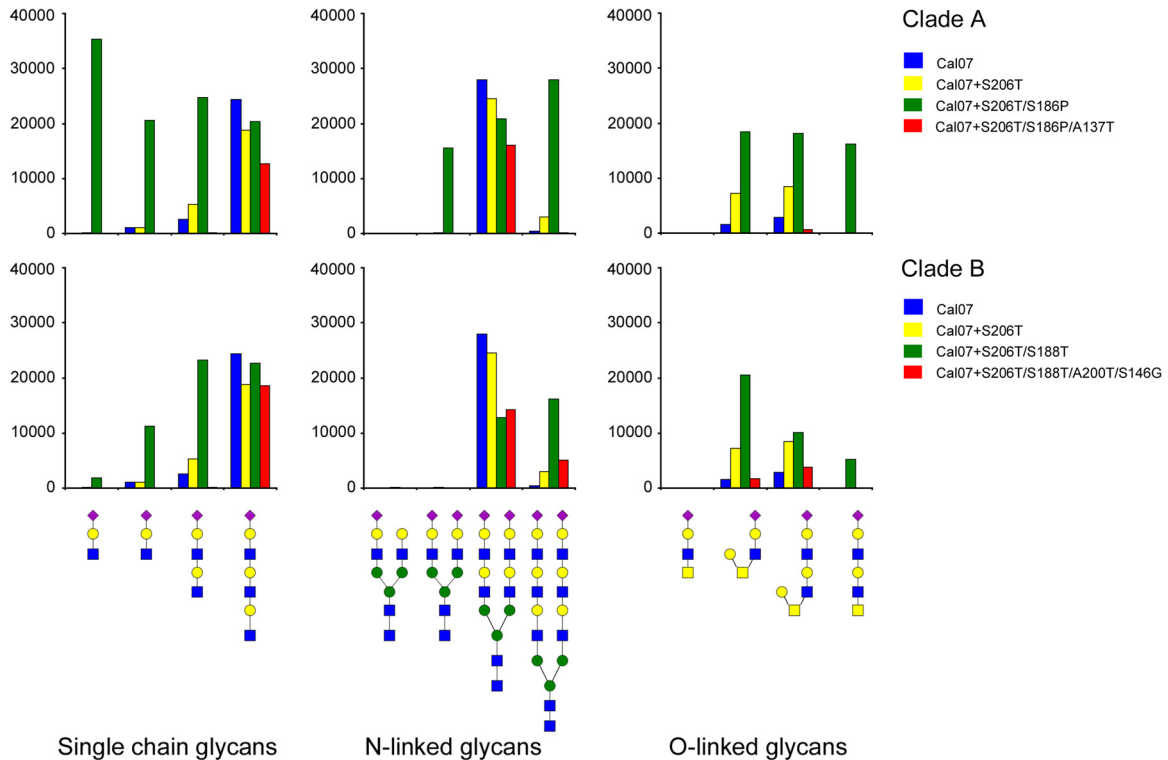 40000
30000
20000
10000
0
40000
30000
20000
10000
0
40000
30000
20000
10000
0
Clade A
Cal07
Cal07+S206T
Cal07+S206T/S186P
Cal07+S206T/S186P/A137T
40000
30000
20000
10000
0
40000
30000
20000
10000
0
40000
30000
20000
10000
0
Clade B
Cal07
Cal07+S206T
Cal07+S206T/S188T
Cal07+S206T/S188T/A200T/S146G
Single chain glycans
N-linked glycans
O-linked glycans